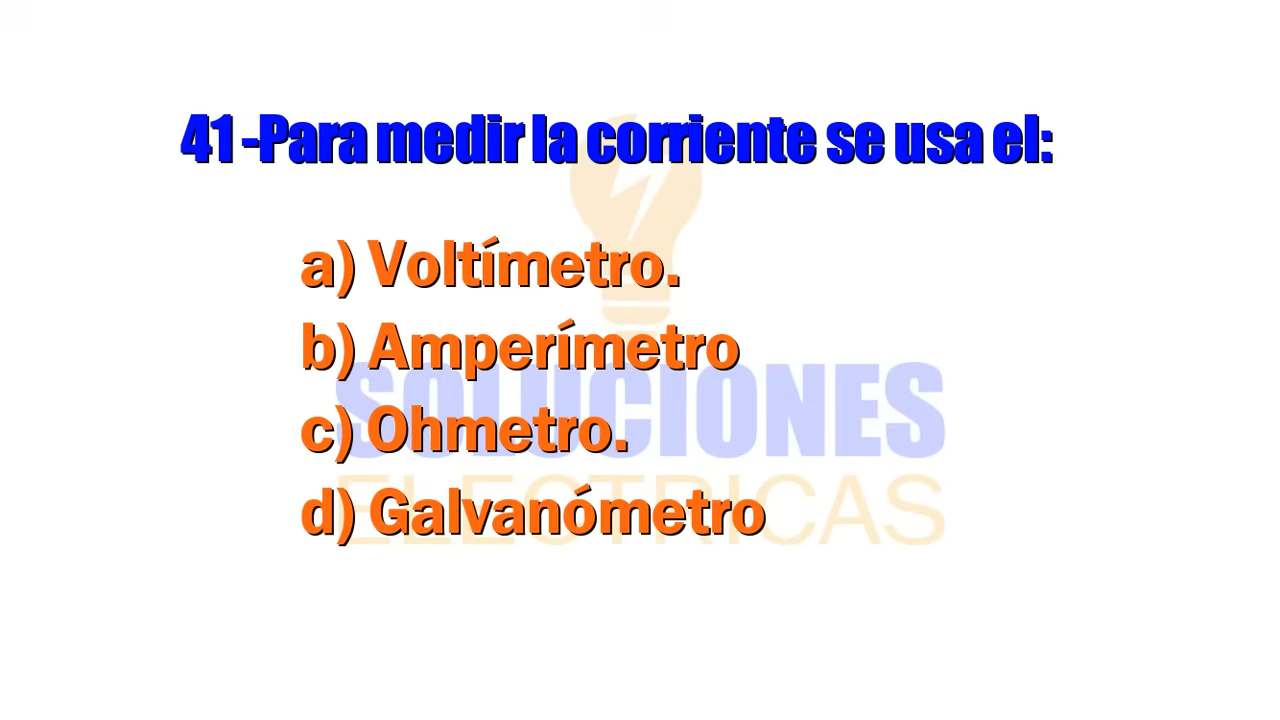 41 -Para medir la corriente se usa el:
a) Voltímetro.
b) Amperímetro
c) Ohmetro.
d) Galvanómetro
SOLUCIONES
ELECTRICAS